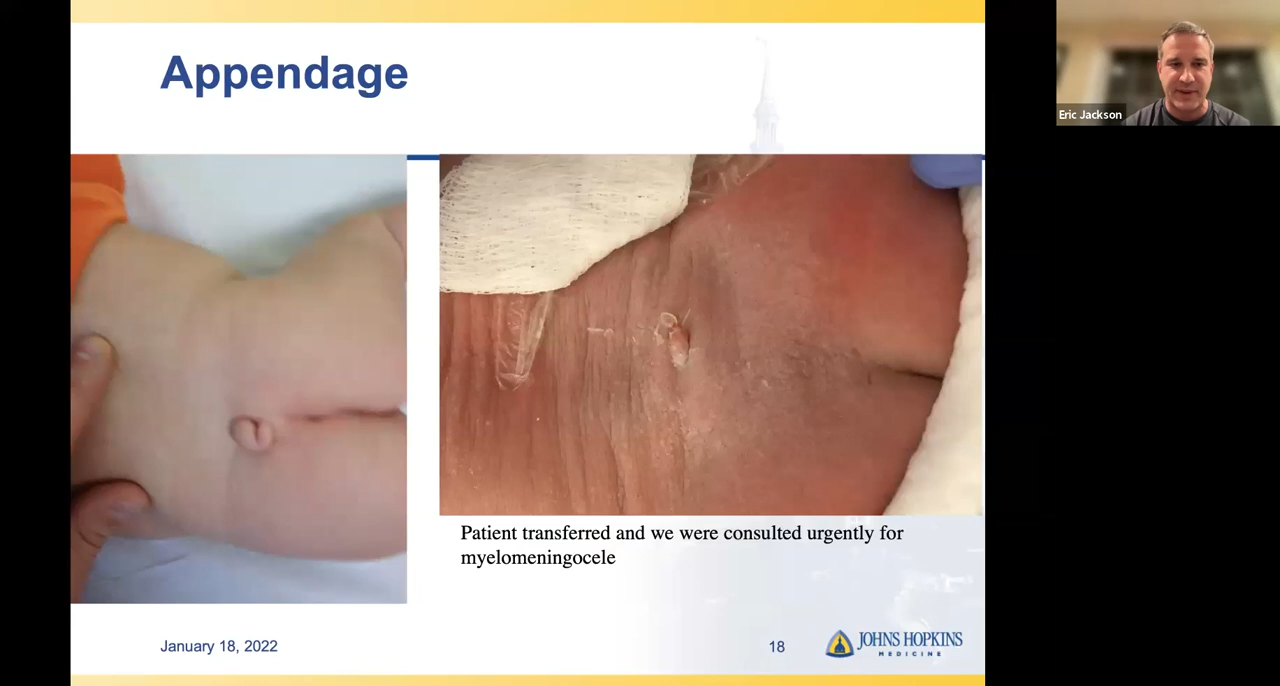 Appendage
Eric Jackson
Patient transferred and we were consulted urgently for
myelomeningocele
January 18, 2022
18
JOHNS HOPKINS
MEDICINE